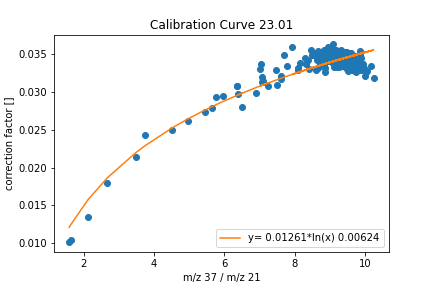 Calibration Curve 23.01
0.035
0.030
0.025
0.020
0.015
0.010
correction factor []
y= 0.01261*ln(x) 0.00624
2 4 6 8 10
m/z 37 / m/z 21